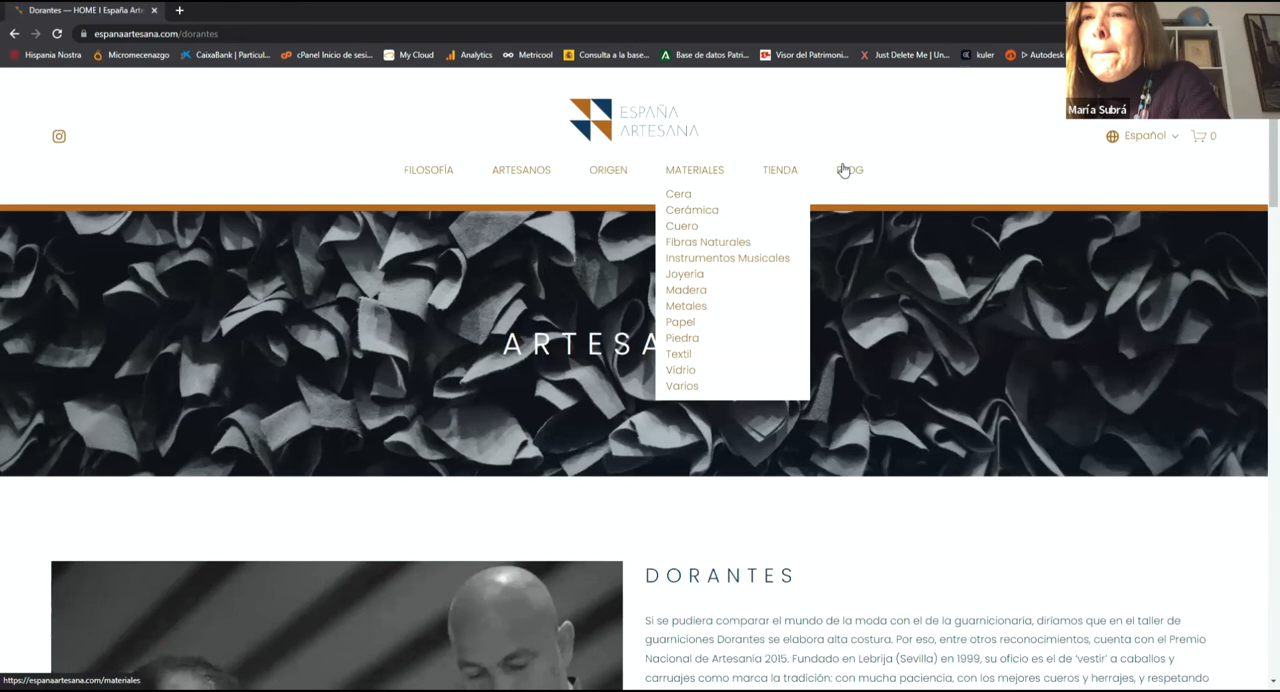 Dorantes — HOME I España Arte
espanaartesana.com/dorantes
Hispania Nostra
Micromecenazgo
CaixaBank | Particul...
cPanel Inicio de sesi...
My Cloud
Analytics
Metricool
Consulta a la base...
Base de datos Patri...
Visor del Patrimoni...
Just Delete Me | Un...
kuler
Autodesk
María Subrá
ESPAÑA
ARTESANA
Español
0
FILOSOFÍA ARTESANOS ORIGEN MATERIALES TIENDA BLOG
Cera
Cerámica
Cuero
Fibras Naturales
Instrumentos Musicales
Joyería
Madera
Metales
Papel
Piedra
Textil
Vidrio
Varios
ARTESA
DORANTES
Si se pudiera comparar el mundo de la moda con el de la guarnicionaría, diríamos que en el taller de
guarniciones Dorantes se elabora alta costura. Por eso, entre otros reconocimientos, cuenta con el Premio
Nacional de Artesanía 2015. Fundado en Lebrija (Sevilla) en 1999, su oficio es el de 'vestir' a caballos y
carruajes como marca la tradición: con mucha paciencia, con los mejores cueros y herrajes, y respetando
https://espanaartesana.com/materiales